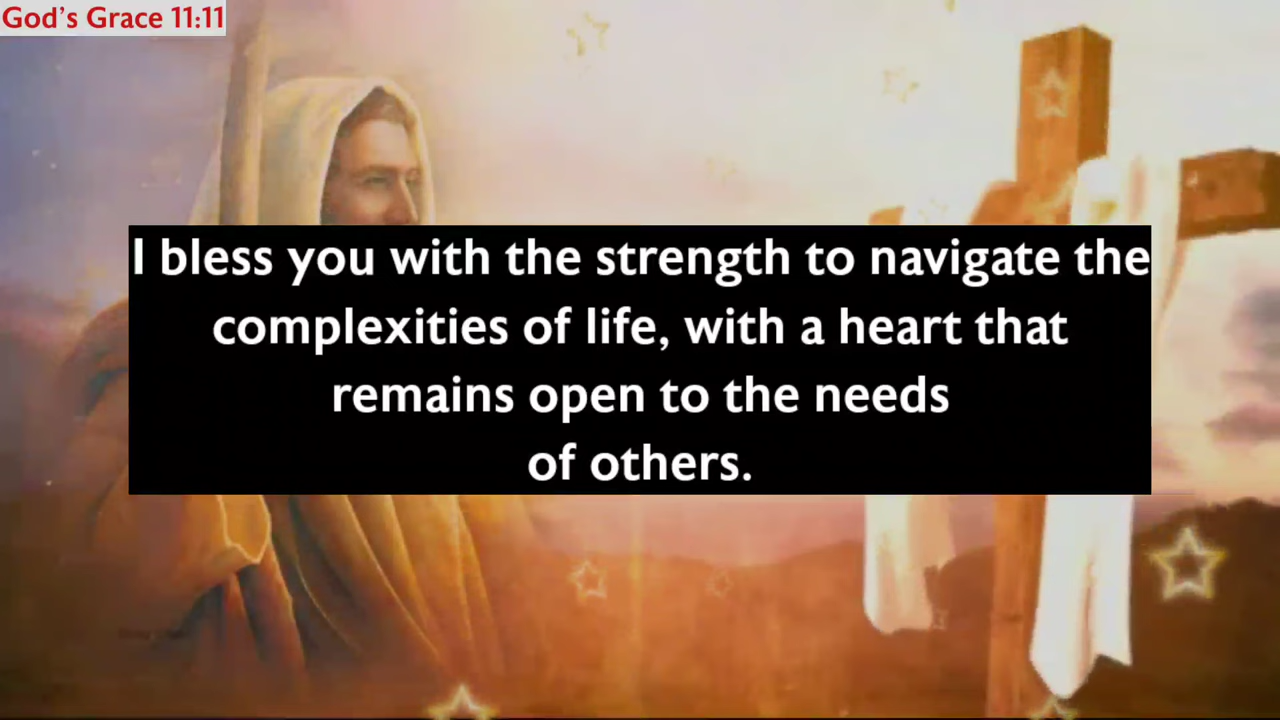 God's Grace 11:11
I bless you with the strength to navigate the
complexities of life, with a heart that
remains open to the needs
of others.